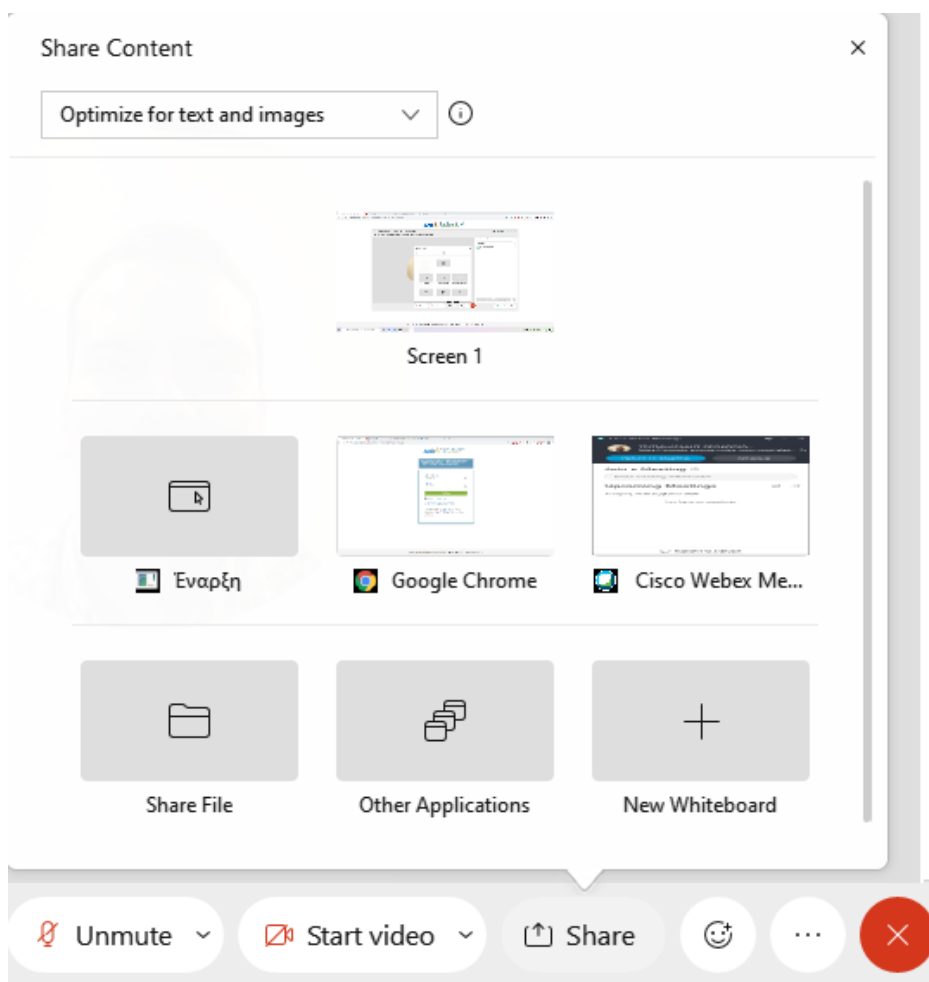 Share Content
Optimize for text and images
Screen 1
Έναρξη
Google Chrome
Cisco Webex Me...
Share File
Other Applications
New Whiteboard
Unmute
Start video
Share